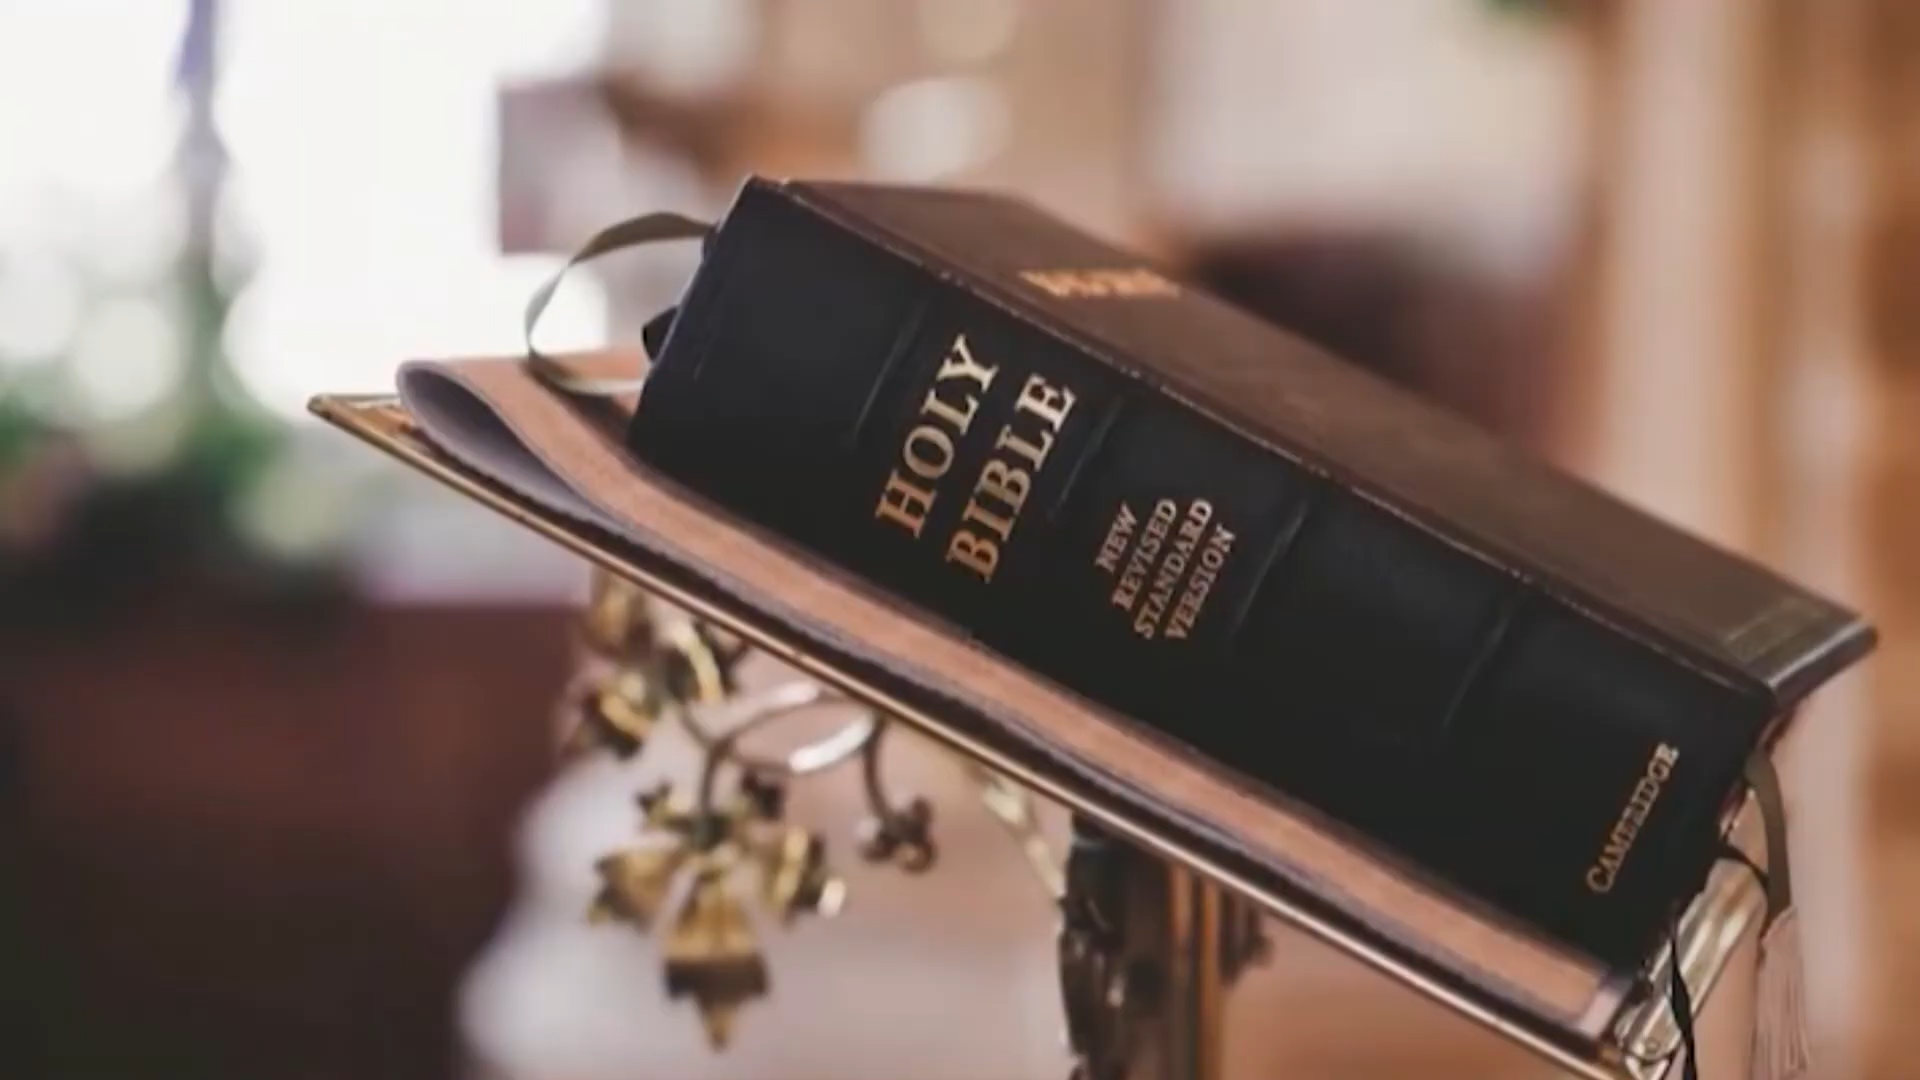 HOLY
BIBLE
NEW
REVISED
STANDARD
VERSION
CAMBRIDGE